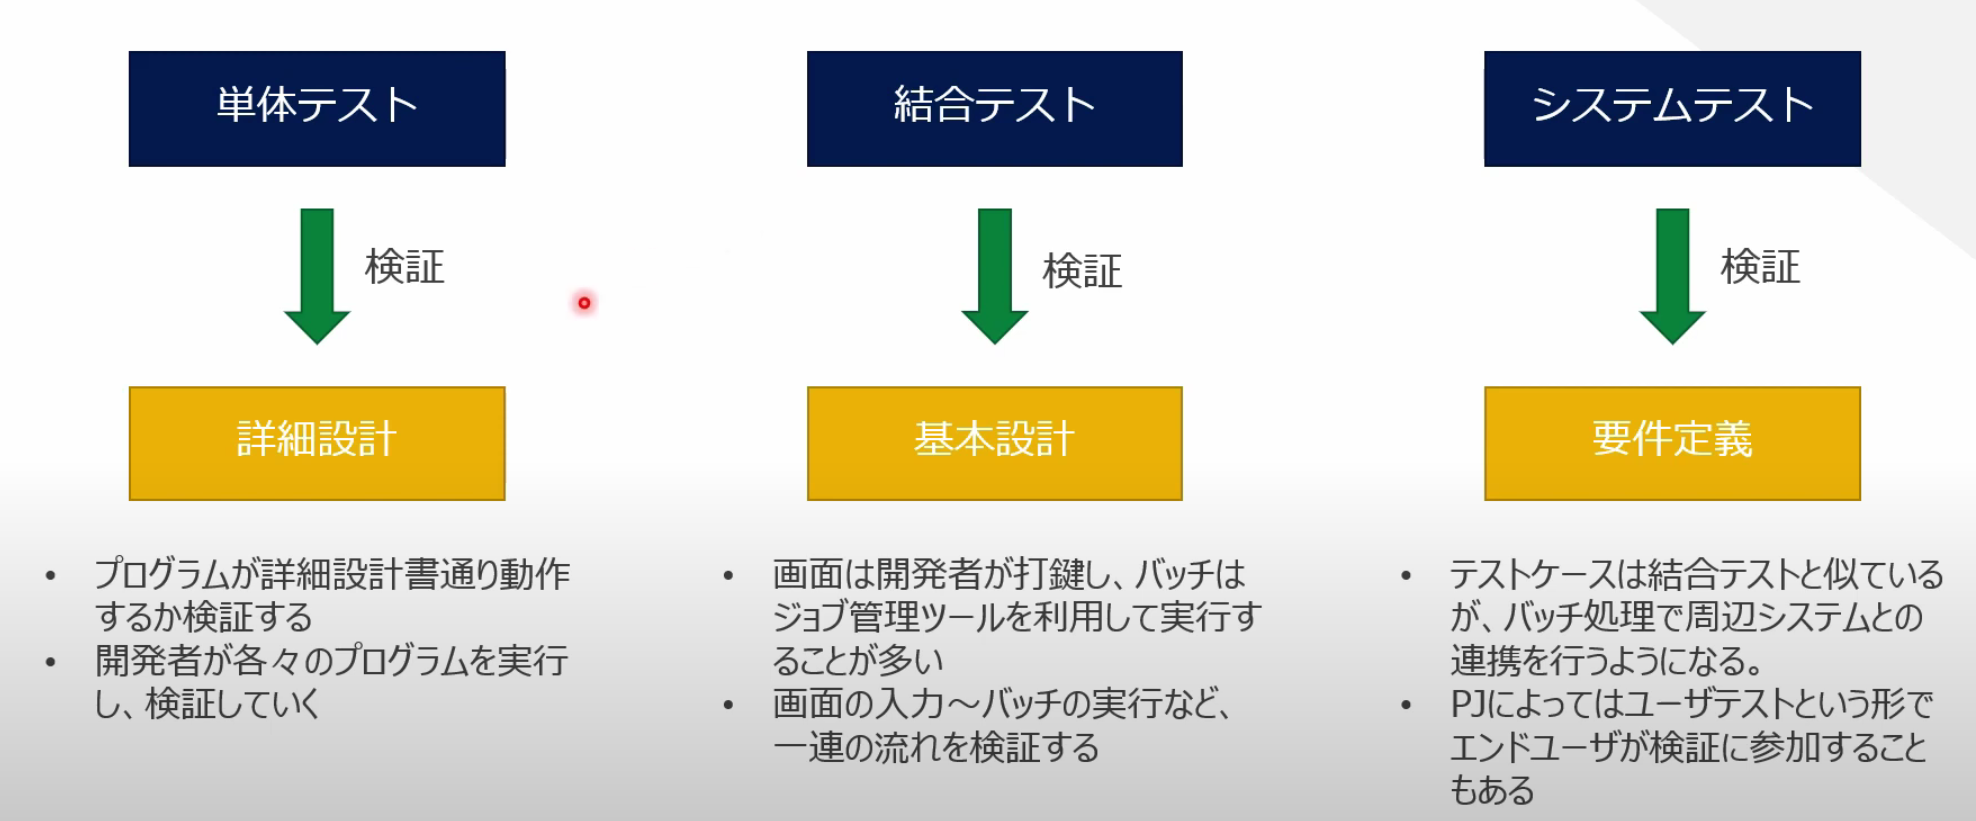 単体テスト
結合テスト
システムテスト
検証
検証
検証
詳細設計
基本設計
要件定義
• プログラムが詳細設計書通り動作
するか検証する
• 開発者が各々のプログラムを実行
し、検証していく
• 画面は開発者が打鍵し、バッチは
ジョブ管理ツールを利用して実行す
ることが多い
• 画面の入力～バッチの実行など、
一連の流れを検証する
• テストケースは結合テストと似ている
が、バッチ処理で周辺システムとの
連携を行うようになる。
• PJによってはユーザテストという形で
エンドユーザが検証に参加すること
もある